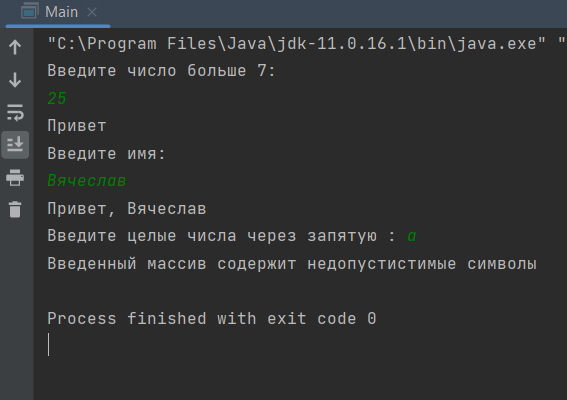 Main
"C:\Program Files\Java\jdk-11.0.16.1\bin\java.exe" "
Введите число больше 7:
25
Привет
Введите имя:
Вячеслав
Привет, Вячеслав
Введите целые числа через запятую : а
Введенный массив содержит недопустистимые символы
Process finished with exit code 0